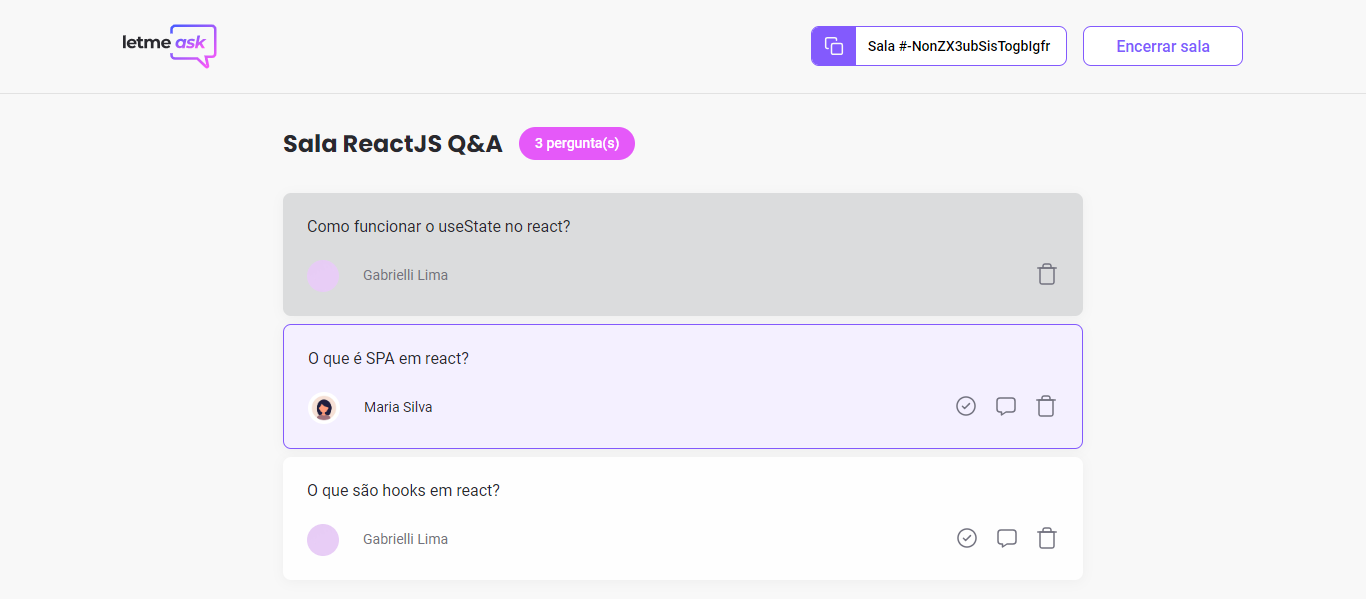 letmeask
Sala #-NonZX3ubSisTogbIgfr
Encerrar sala
Sala ReactJS Q&A
3 pergunta(s)
Como funcionar o useState no react?
Gabrielli Lima
O que é SPA em react?
Maria Silva
O que são hooks em react?
Gabrielli Lima